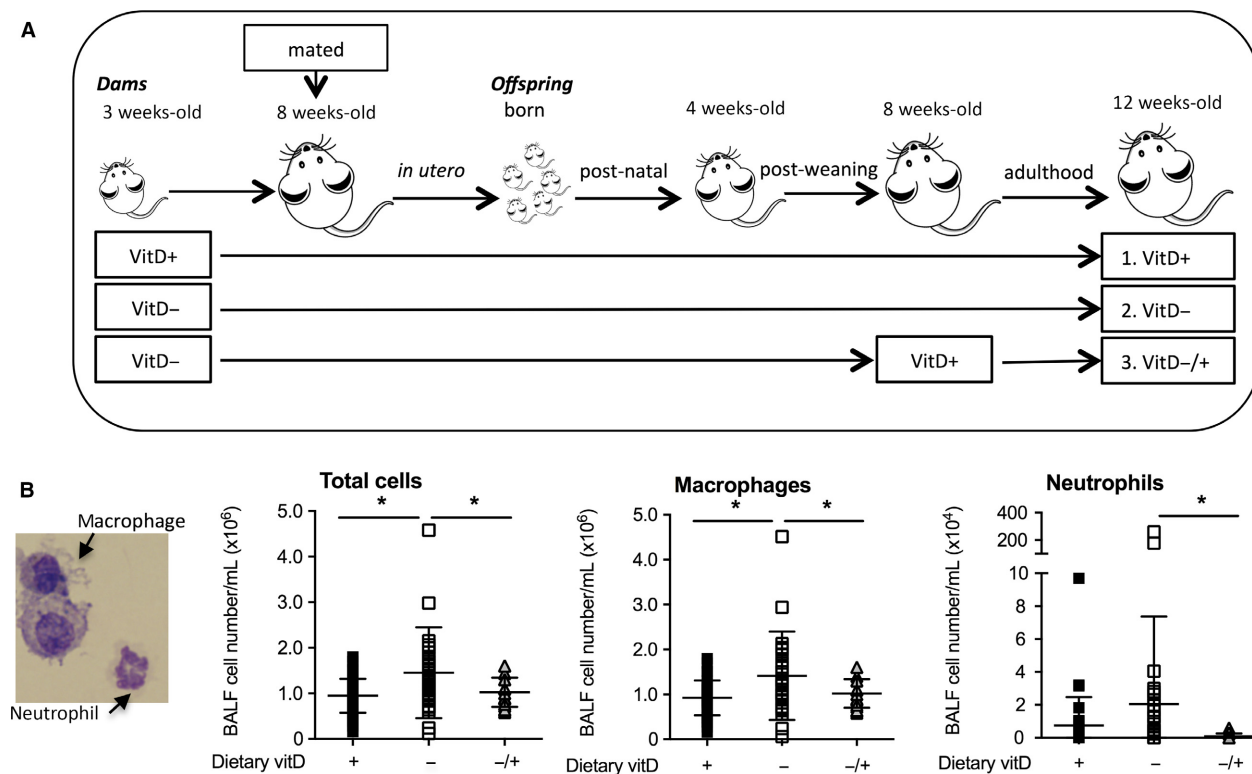 A
mated
Dams
3 weeks-old
8 weeks-old
Offspring
born
4 weeks-old
8 weeks-old
12 weeks-old
in utero
post-natal
post-weaning
adulthood
VitD+
1. VitD+
VitD–
2. VitD–
VitD–
VitD+
3. VitD–/+
B
Macrophage
Neutrophil
Total cells
BALF cell number/mL (x10⁶)
5.0
4.0
3.0
2.0
1.0
0
* *
Dietary vitD + – –/+
Macrophages
BALF cell number/mL (x10⁶)
5.0
4.0
3.0
2.0
1.0
0
* *
Dietary vitD + – –/+
Neutrophils
BALF cell number/mL (x10⁴)
400
200
10
8
6
4
2
0
*
Dietary vitD + – –/+